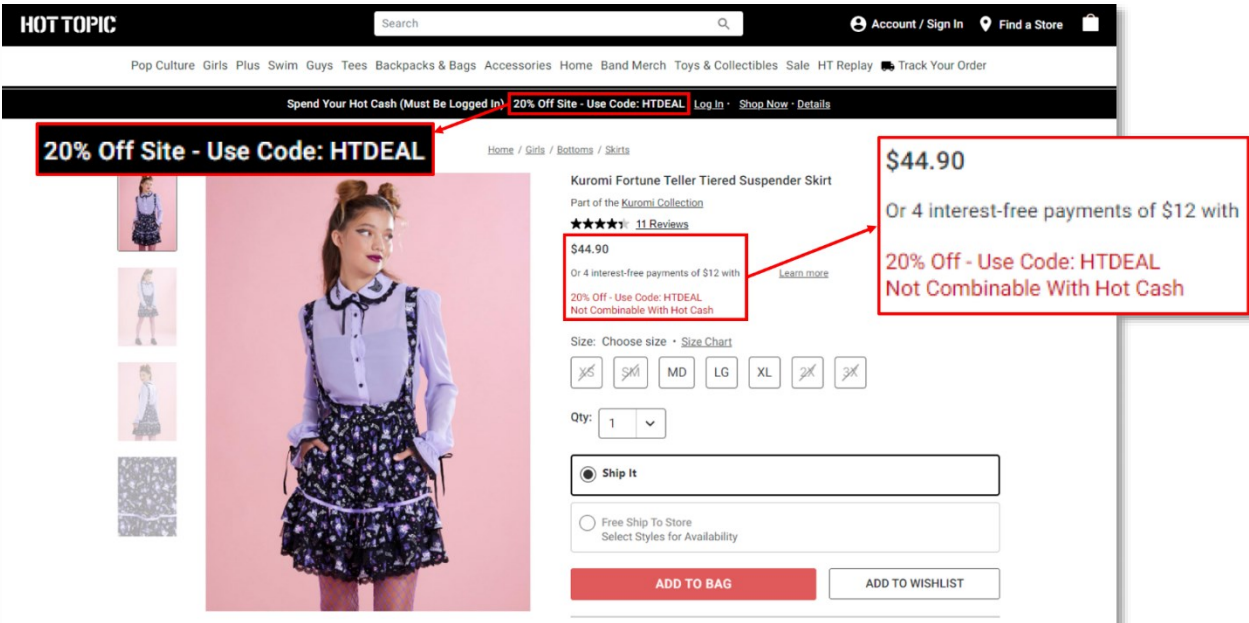 HOT TOPIC
Search
Account / Sign In
Find a Store
Pop Culture Girls Plus Swim Guys Tees Backpacks & Bags Accessories Home Band Merch Toys & Collectibles Sale HT Replay Track Your Order
Spend Your Hot Cash (Must Be Logged In) 20% Off Site - Use Code: HTDEAL Log In · Shop Now · Details
20% Off Site - Use Code: HTDEAL
Home / Girls / Bottoms / Skirts
Kuromi Fortune Teller Tiered Suspender Skirt
Part of the Kuromi Collection
11 Reviews
$44.90
Or 4 interest-free payments of $12 with Learn more
20% Off - Use Code: HTDEAL
Not Combinable With Hot Cash
$44.90
Or 4 interest-free payments of $12 with
20% Off - Use Code: HTDEAL
Not Combinable With Hot Cash
Size: Choose size • Size Chart
XS SM MD LG XL 2X 3X
Qty: 1
Ship It
Free Ship To Store
Select Styles for Availability
ADD TO BAG
ADD TO WISHLIST